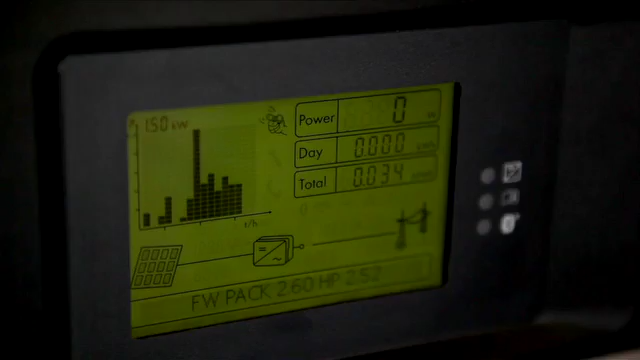 150 kW
Power 0 w
Day 0.000
Total 0.034
t/h
FW PACK 2.60 HP 2.52